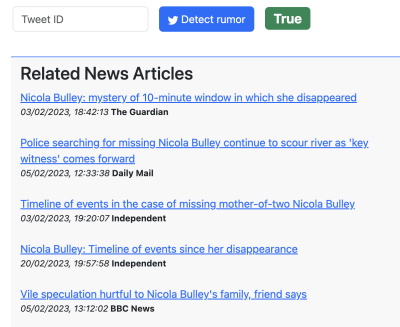 Tweet ID
Detect rumor
True
Related News Articles
Nicola Bulley: mystery of 10-minute window in which she disappeared
03/02/2023, 18:42:13 The Guardian
Police searching for missing Nicola Bulley continue to scour river as 'key
witness' comes forward
05/02/2023, 12:33:38 Daily Mail
Timeline of events in the case of missing mother-of-two Nicola Bulley
03/02/2023, 19:20:07 Independent
Nicola Bulley: Timeline of events since her disappearance
20/02/2023, 19:57:58 Independent
Vile speculation hurtful to Nicola Bulley's family, friend says
05/02/2023, 13:12:02 BBC News